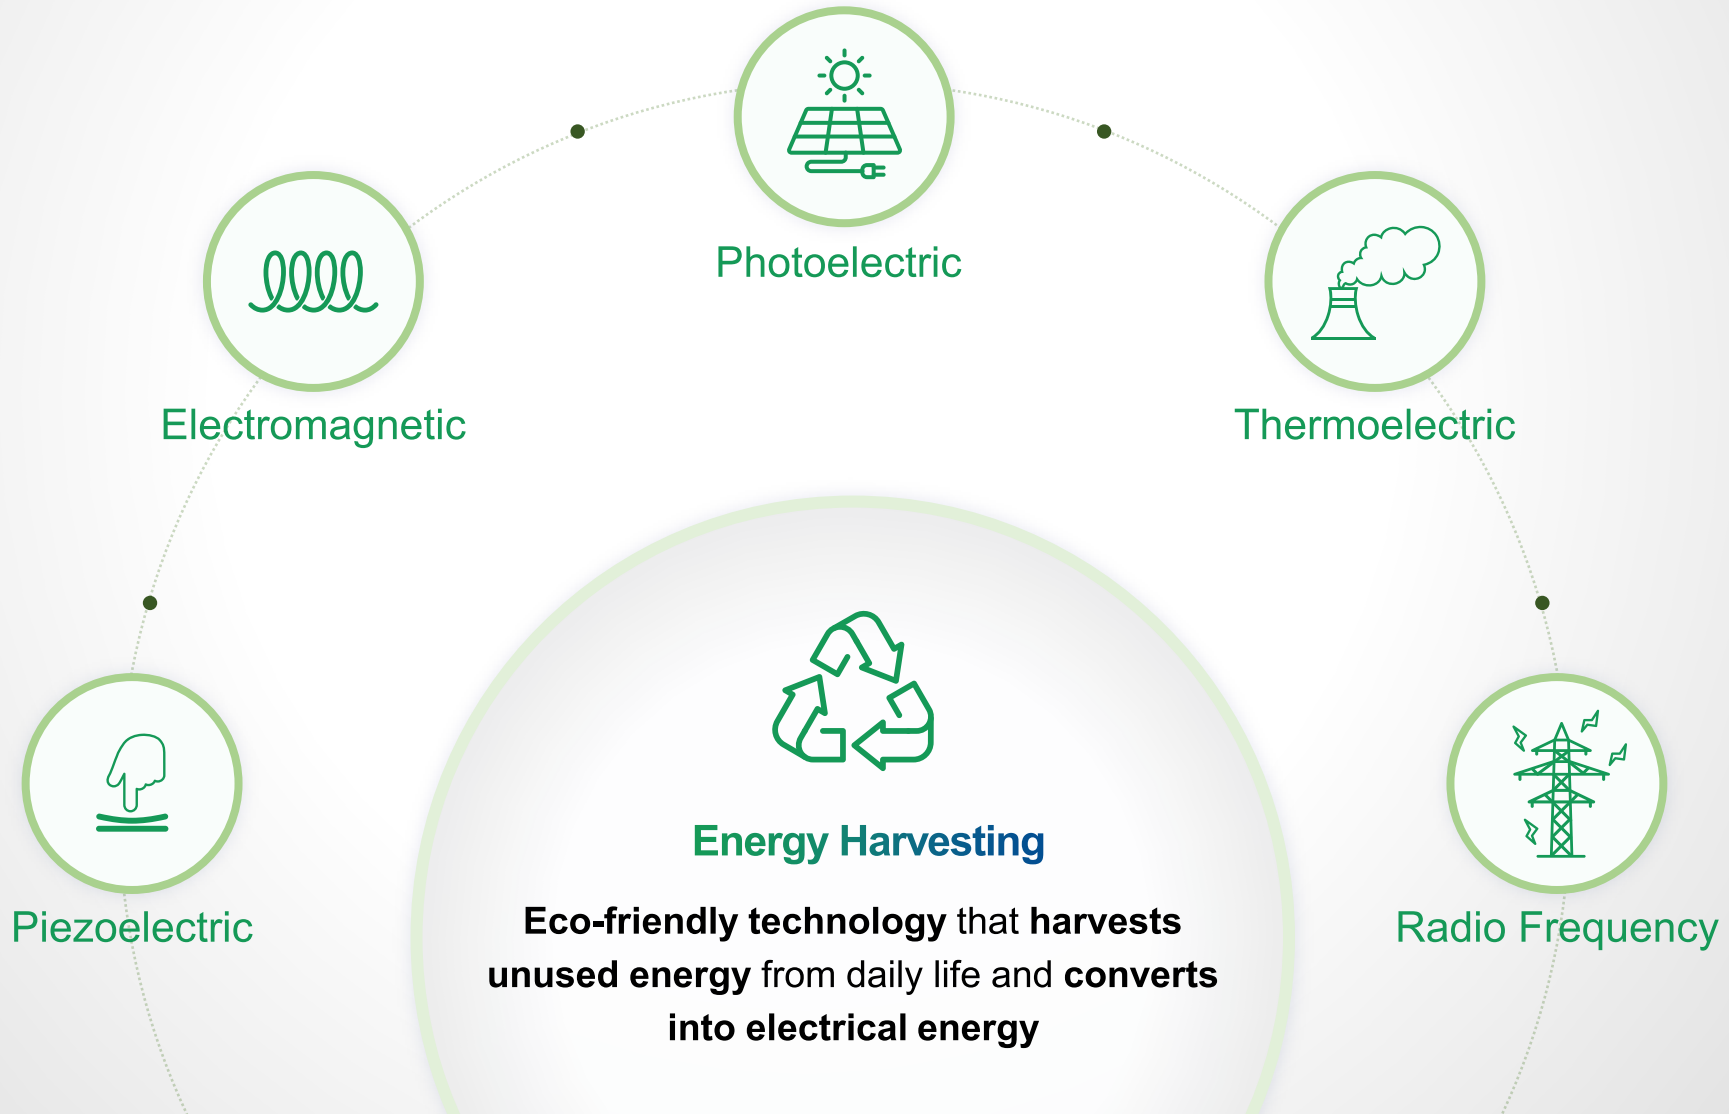 Photoelectric
Electromagnetic
Thermoelectric
Piezoelectric
Radio Frequency
Energy Harvesting
Eco-friendly technology that harvests
unused energy from daily life and converts
into electrical energy